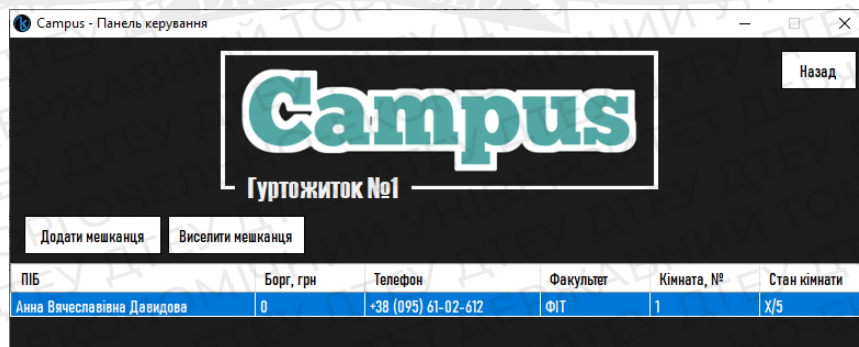 Campus - Панель керування
Назад
Campus
Гуртожиток №1
Додати мешканця Виселити мешканця
ПІБ Борг, грн Телефон Факультет Кімната, № Стан кімнати
Анна Вячеславівна Давидова 0 +38 (095) 61-02-612 ФІТ 1 X/5